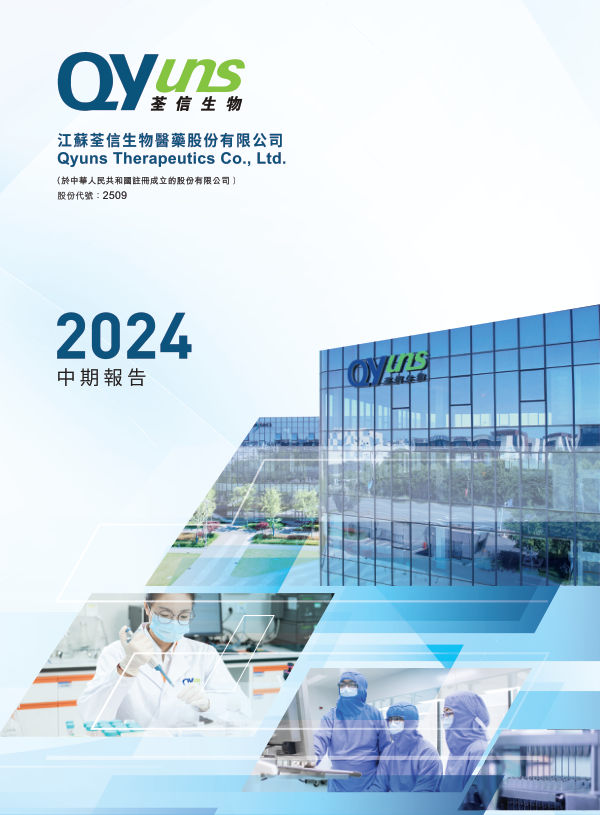 QYuns
荃信生物
江蘇荃信生物醫藥股份有限公司
Qyuns Therapeutics Co., Ltd.
（於中華人民共和國註冊成立的股份有限公司）
股份代號：2509
2024
中期報告
QYuns
荃信生物
QYuns